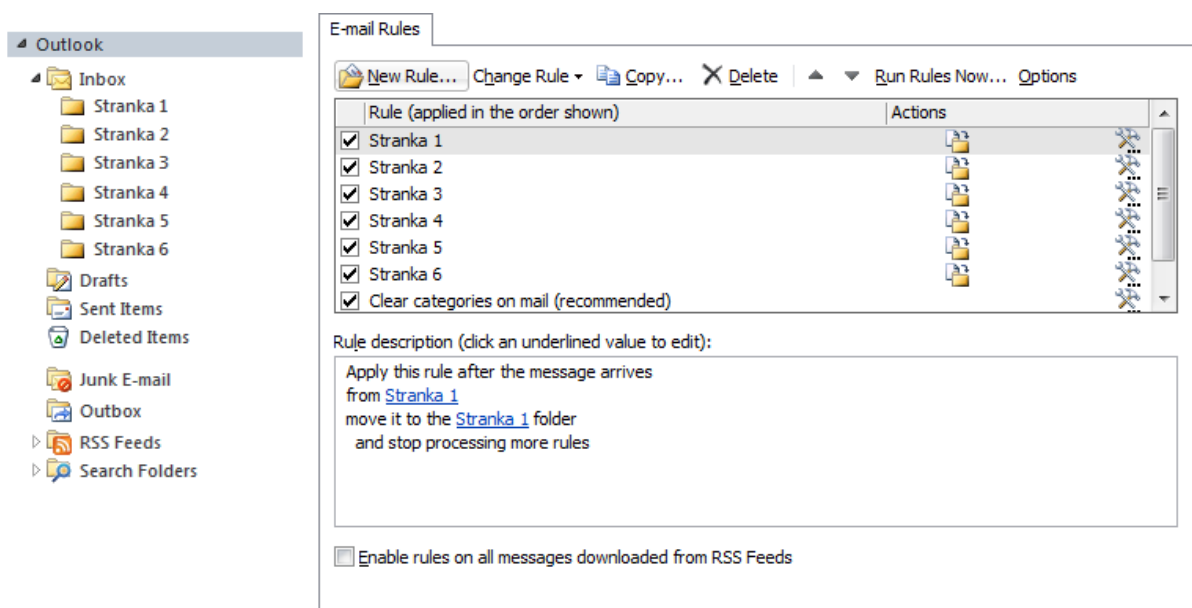 Outlook
Inbox
Stranka 1
Stranka 2
Stranka 3
Stranka 4
Stranka 5
Stranka 6
Drafts
Sent Items
Deleted Items
Junk E-mail
Outbox
RSS Feeds
Search Folders
E-mail Rules
New Rule... Change Rule Copy... Delete Run Rules Now... Options
Rule (applied in the order shown) Actions
Stranka 1
Stranka 2
Stranka 3
Stranka 4
Stranka 5
Stranka 6
Clear categories on mail (recommended)
Rule description (click an underlined value to edit):
Apply this rule after the message arrives
from Stranka 1
move it to the Stranka 1 folder
and stop processing more rules
Enable rules on all messages downloaded from RSS Feeds